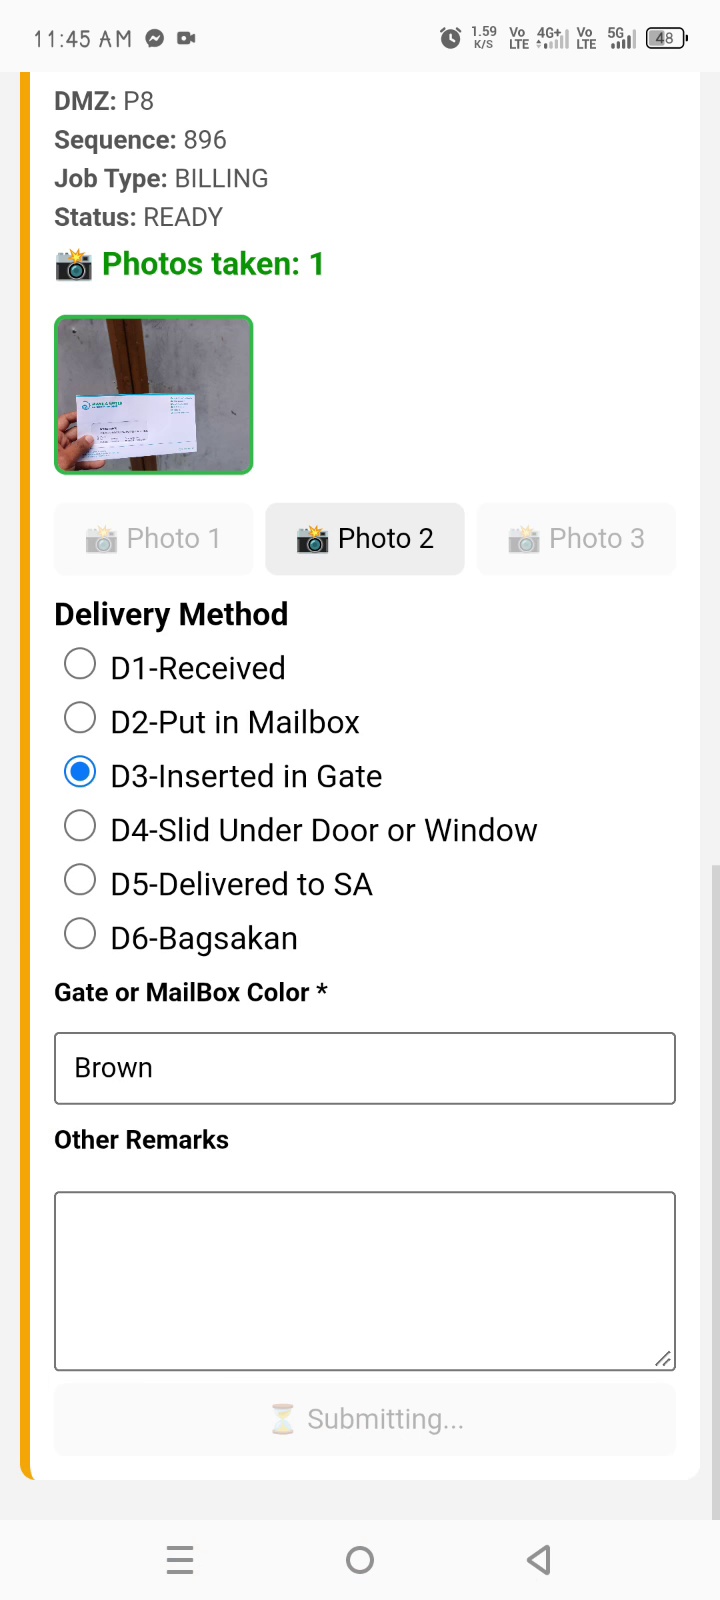 11:45 AM 1.59 K/S Vo LTE 4G+ Vo LTE 5G 48
DMZ: P8
Sequence: 896
Job Type: BILLING
Status: READY
📸 Photos taken: 1
📸 Photo 1 📸 Photo 2 📸 Photo 3
Delivery Method
D1-Received
D2-Put in Mailbox
D3-Inserted in Gate
D4-Slid Under Door or Window
D5-Delivered to SA
D6-Bagsakan
Gate or MailBox Color *
Brown
Other Remarks
⏳ Submitting...